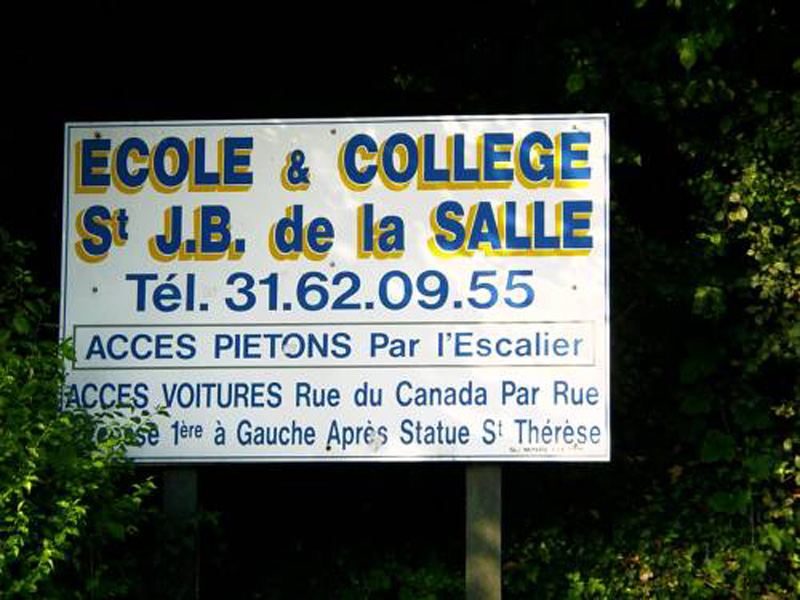 ECOLE & COLLEGE
St J.B. de la SALLE
Tél. 31.62.09.55
ACCES PIETONS Par l'Escalier
ACCES VOITURES Rue du Canada Par Rue
1ère à Gauche Après Statue St Thérèse